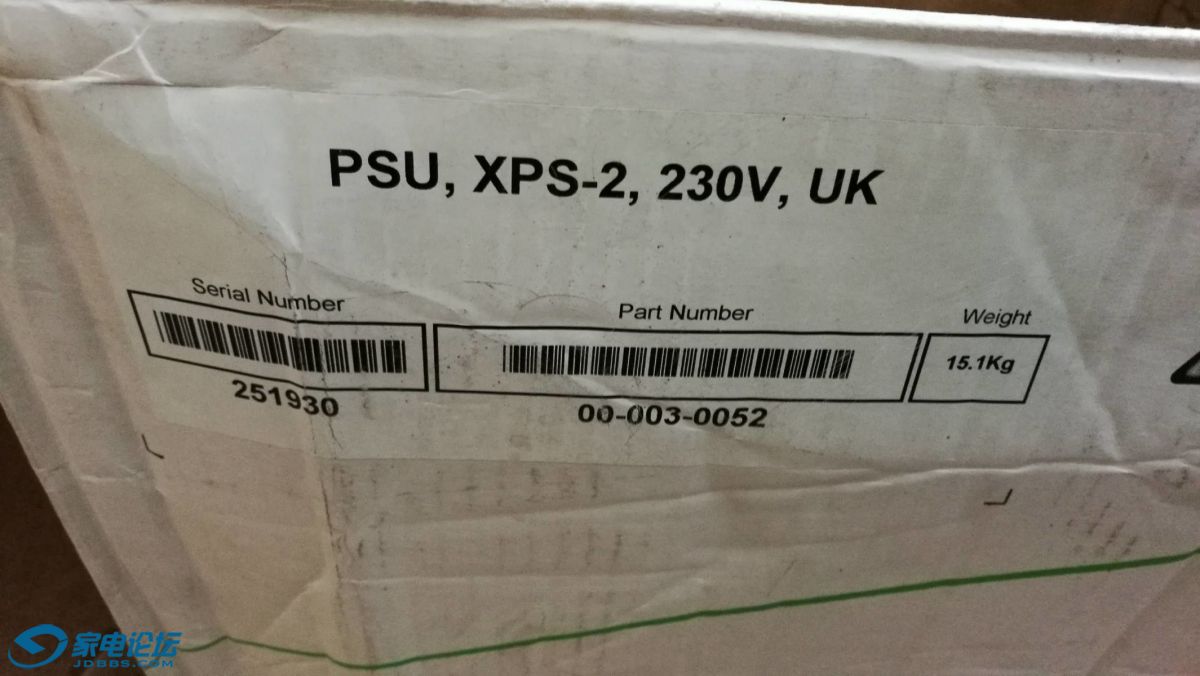 PSU, XPS-2, 230V, UK
Serial Number
251930
Part Number
00-003-0052
Weight
15.1Kg
家电论坛
JDBBS.COM